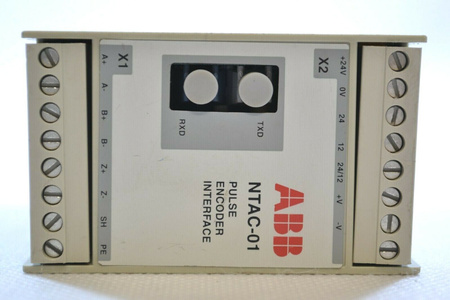 X1
A+
A-
B+
B-
Z+
Z-
SH
PE
X2
+24V
0V
24
12
24/12
+V
-V
RXD
TXD
ABB
NTAC-01
PULSE
ENCODER
INTERFACE